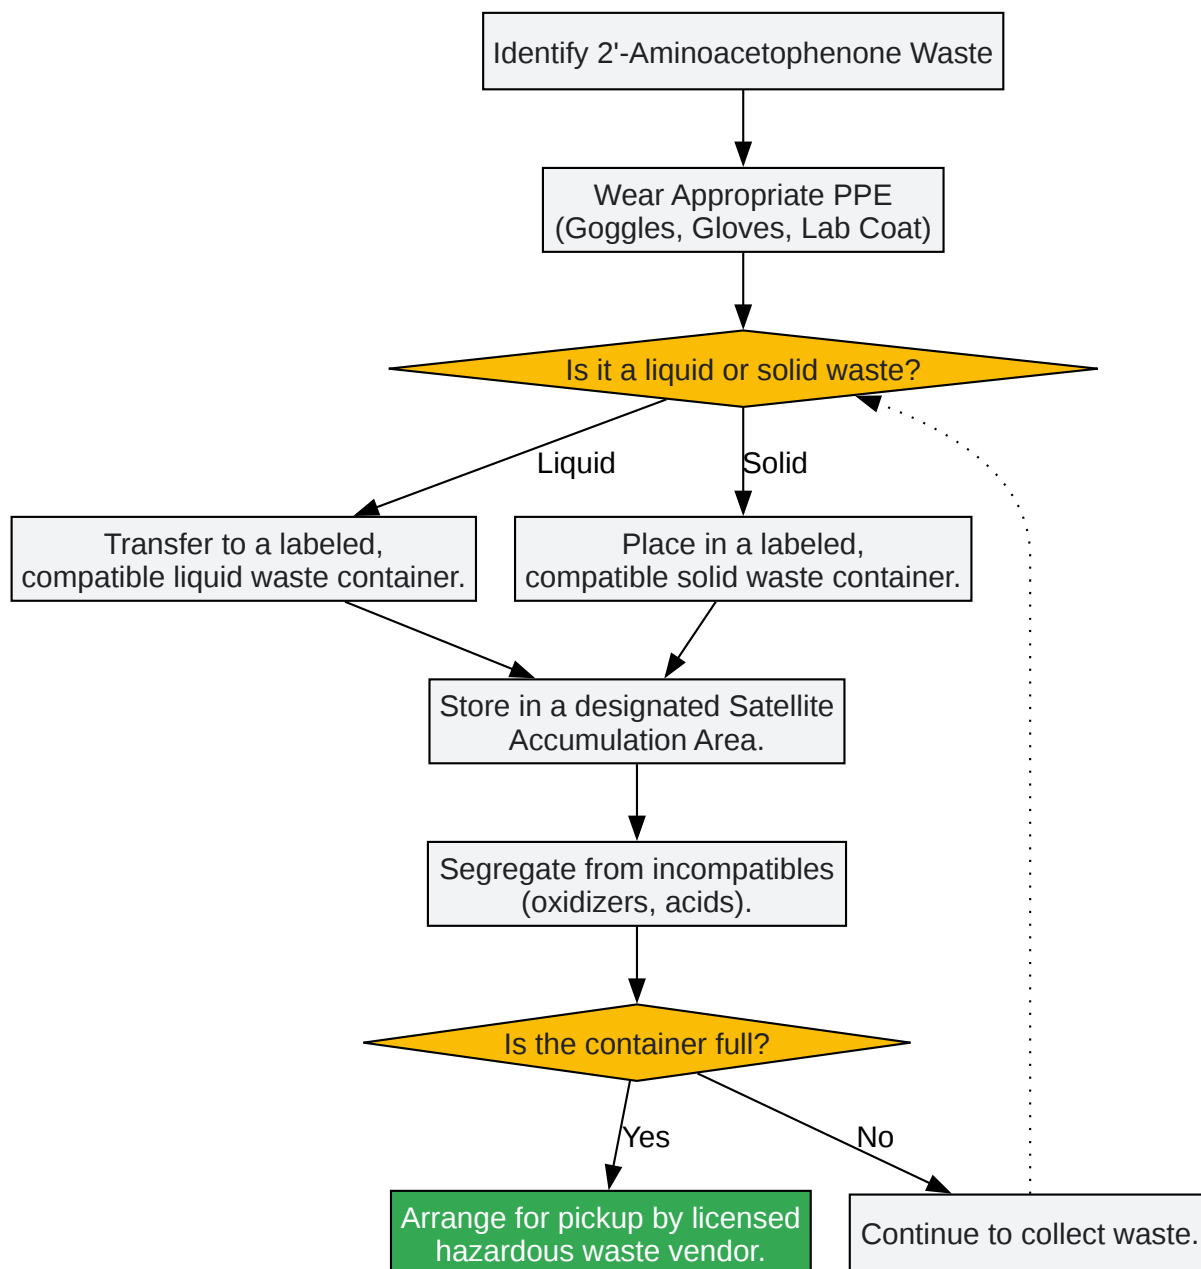 Identify 2'-Aminoacetophenone Waste
Wear Appropriate PPE
(Goggles, Gloves, Lab Coat)
Is it a liquid or solid waste?
Liquid
Solid
Transfer to a labeled,
compatible liquid waste container.
Place in a labeled,
compatible solid waste container.
Store in a designated Satellite
Accumulation Area.
Segregate from incompatibles
(oxidizers, acids).
Is the container full?
Yes
No
Arrange for pickup by licensed
hazardous waste vendor.
Continue to collect waste.